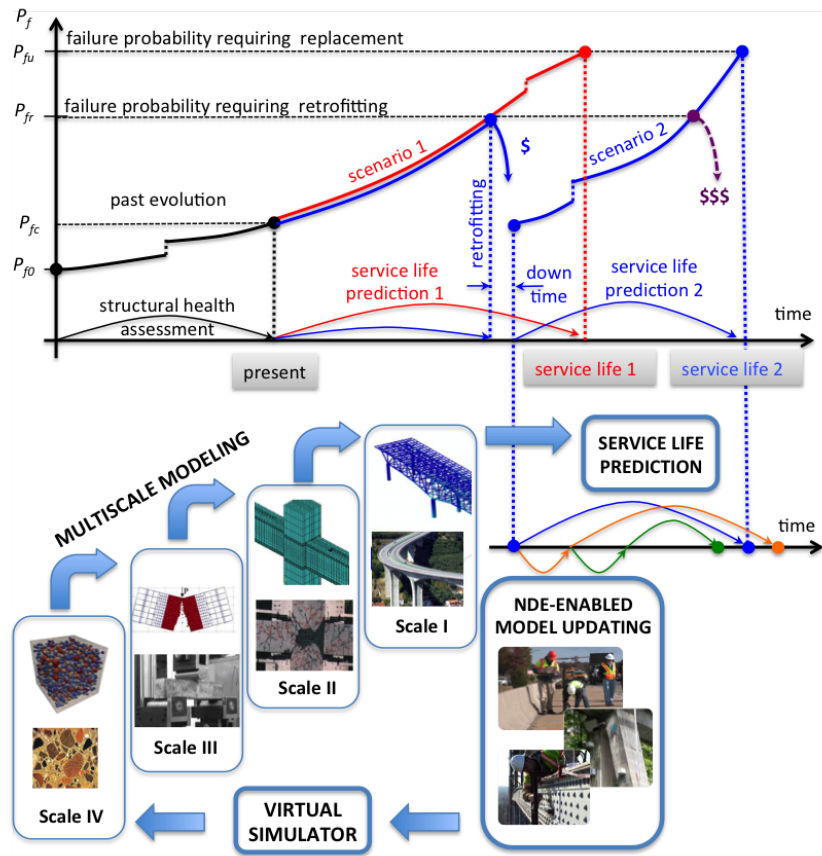 P_f
failure probability requiring replacement
P_fu
failure probability requiring retrofitting
P_fr
scenario 1
$
scenario 2
$$$
past evolution
P_fc
retrofitting
P_f0
service life
prediction 1
down
time
service life
prediction 2
structural health
assessment
time
present
service life 1
service life 2
MULTISCALE MODELING
SERVICE LIFE
PREDICTION
time
P
Scale I
Scale II
Scale III
Scale IV
NDE-ENABLED
MODEL UPDATING
VIRTUAL
SIMULATOR